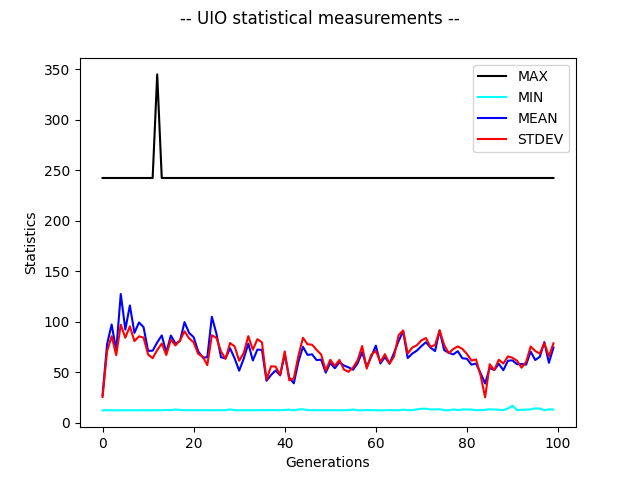 -- UIO statistical measurements --
350
300
250
200
150
100
50
0
Statistics
MAX
MIN
MEAN
STDEV
0
20
40
60
80
100
Generations